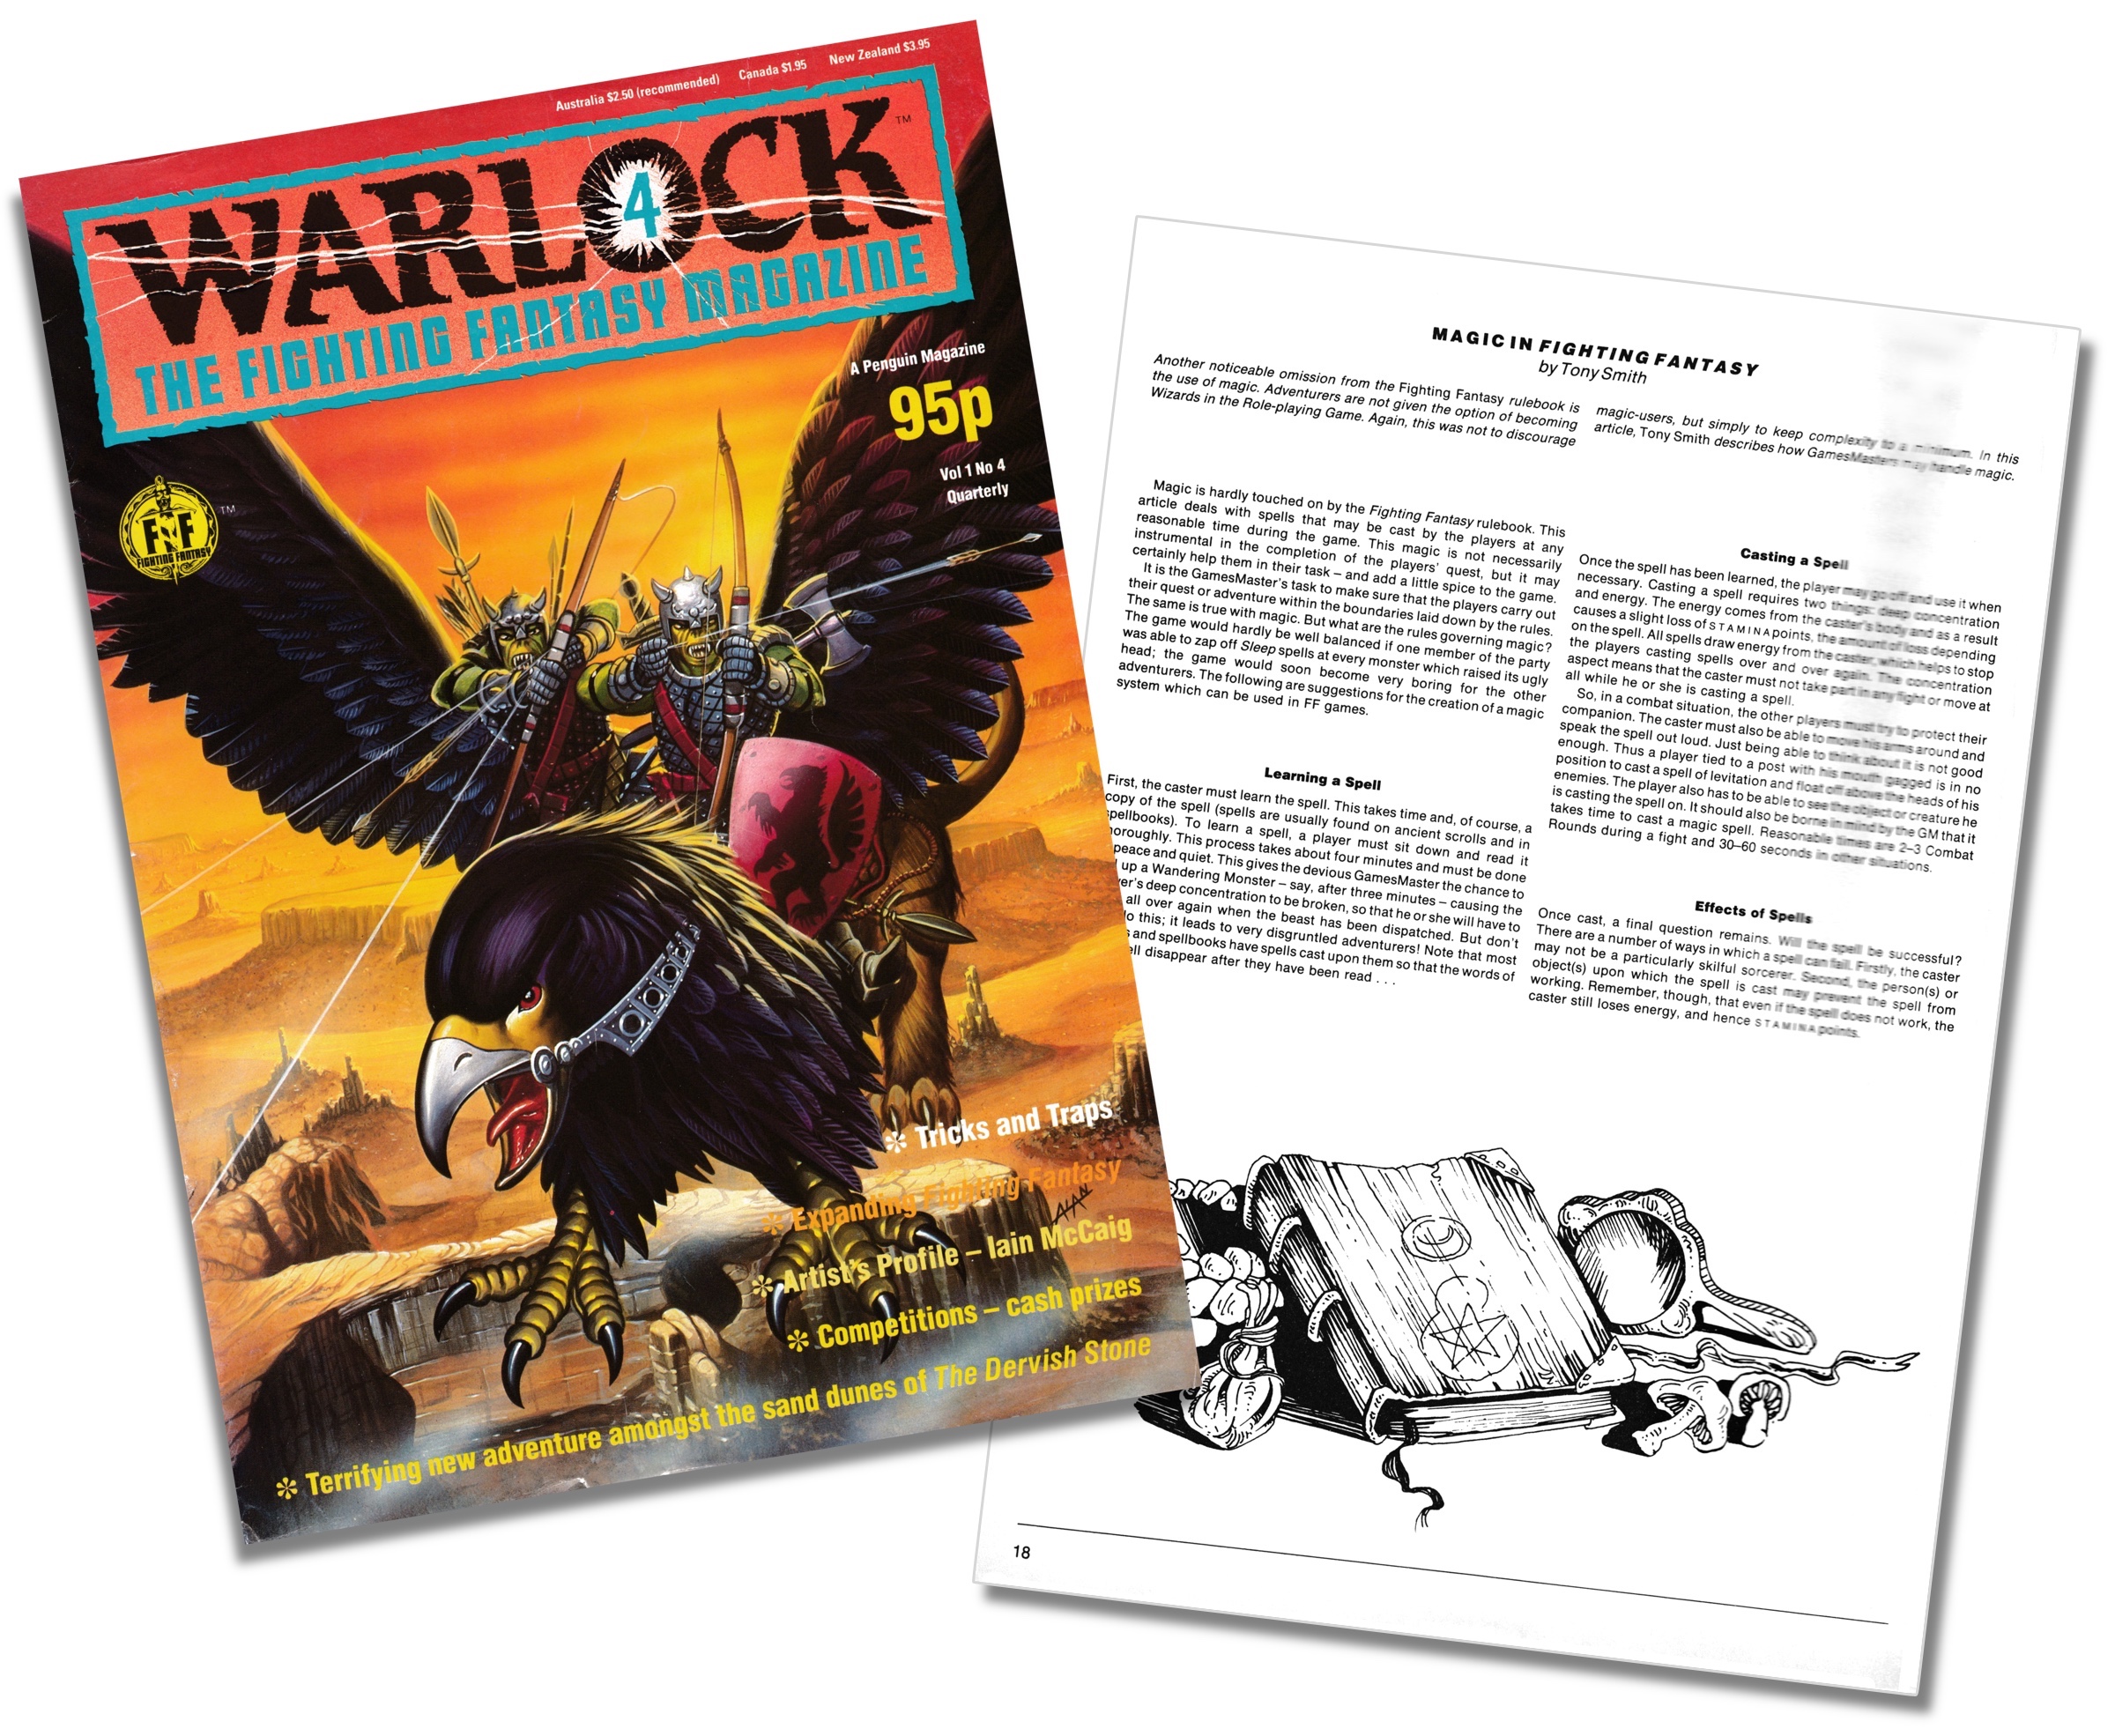 Australia $2.50 (recommended) Canada $1.95 New Zealand $3.95
WARLOCK™
4
THE FIGHTING FANTASY MAGAZINE
A Penguin Magazine
95p
Vol 1 No 4
Quarterly
FF ™
FIGHTING FANTASY
* Tricks and Traps
* Expanding Fighting Fantasy
* Artist's Profile – Iain McCaig
* Competitions – cash prizes
* Terrifying new adventure amongst the sand dunes of The Dervish Stone
MAGIC IN FIGHTING FANTASY
by Tony Smith
Another noticeable omission from the Fighting Fantasy rulebook is
the use of magic. Adventurers are not given the option of becoming
Wizards in the Role-playing Game. Again, this was not to discourage
magic-users, but simply to keep complexity to a minimum. In this
article, Tony Smith describes how GamesMasters may handle magic.
Magic is hardly touched on by the Fighting Fantasy rulebook. This
article deals with spells that may be cast by the players at any
reasonable time during the game. This magic is not necessarily
instrumental in the completion of the players' quest, but it may
certainly help them in their task – and add a little spice to the game.
It is the GamesMaster's task to make sure that the players carry out
their quest or adventure within the boundaries laid down by the rules.
The same is true with magic. But what are the rules governing magic?
The game would hardly be well balanced if one member of the party
was able to zap off Sleep spells at every monster which raised its ugly
head; the game would soon become very boring for the other
adventurers. The following are suggestions for the creation of a magic
system which can be used in FF games.
Learning a Spell
First, the caster must learn the spell. This takes time and, of course, a
copy of the spell (spells are usually found on ancient scrolls and in
spellbooks). To learn a spell, a player must sit down and read it
horoughly. This process takes about four minutes and must be done
peace and quiet. This gives the devious GamesMaster the chance to
up a Wandering Monster – say, after three minutes – causing the
er's deep concentration to be broken, so that he or she will have to
all over again when the beast has been dispatched. But don't
o this; it leads to very disgruntled adventurers! Note that most
s and spellbooks have spells cast upon them so that the words of
ell disappear after they have been read . . .
Casting a Spell
Once the spell has been learned, the player may go off and use it when
necessary. Casting a spell requires two things: deep concentration
and energy. The energy comes from the caster's body and as a result
causes a slight loss of STAMINA points, the amount of loss depending
on the spell. All spells draw energy from the caster, which helps to stop
the players casting spells over and over again. The concentration
aspect means that the caster must not take part in any fight or move at
all while he or she is casting a spell.
So, in a combat situation, the other players must try to protect their
companion. The caster must also be able to move his arms around and
speak the spell out loud. Just being able to think about it is not good
enough. Thus a player tied to a post with his mouth gagged is in no
position to cast a spell of levitation and float off above the heads of his
enemies. The player also has to be able to see the object or creature he
is casting the spell on. It should also be borne in mind by the GM that it
takes time to cast a magic spell. Reasonable times are 2–3 Combat
Rounds during a fight and 30–60 seconds in other situations.
Effects of Spells
Once cast, a final question remains. Will the spell be successful?
There are a number of ways in which a spell can fail. Firstly, the caster
may not be a particularly skilful sorcerer. Second, the person(s) or
object(s) upon which the spell is cast may prevent the spell from
working. Remember, though, that even if the spell does not work, the
caster still loses energy, and hence STAMINA points.
18